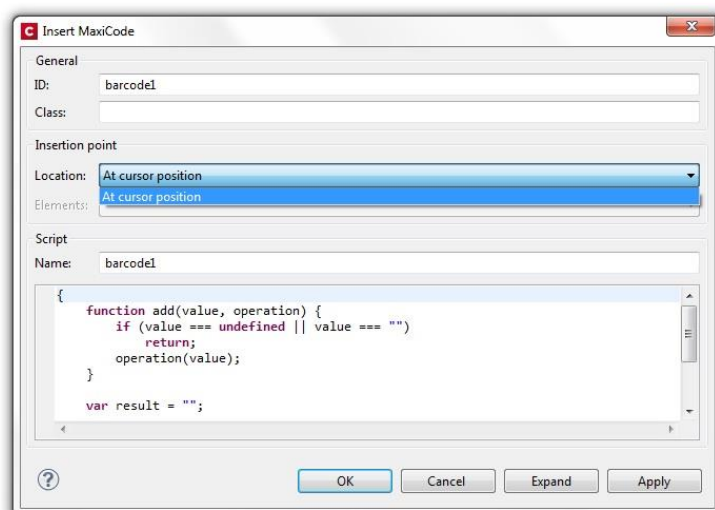 C Insert MaxiCode
General
ID: barcode1
Class:
Insertion point
Location: At cursor position
At cursor position
Elements:
Script
Name: barcode1
{
    function add(value, operation) {
        if (value === undefined || value === "")
            return;
        operation(value);
    }
    var result = "";
? OK Cancel Expand Apply